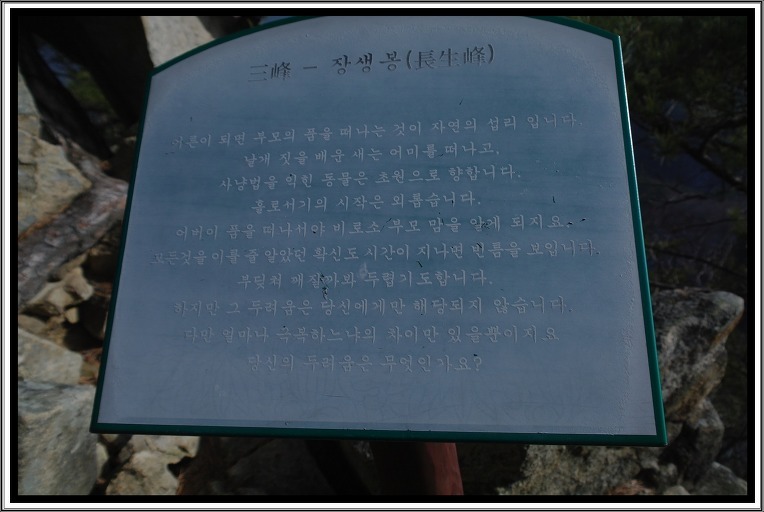 三峰 - 장생봉(長生峰)
어른이 되면 부모의 품을 떠나는 것이 자연의 섭리 입니다.
날개 짓을 배운 새는 어미를 떠나고,
사냥법을 익힌 동물은 초원으로 향합니다.
홀로서기의 시작은 외롭습니다.
어버이 품을 떠나서야 비로소 부모 맘을 알게 되지요.
모든것을 이룰 줄 알았던 확신도 시간이 지나면 빈틈을 보입니다.
부딪쳐 깨질까봐 두렵기도합니다.
하지만 그 두려움은 당신에게만 해당되지 않습니다.
다만 얼마나 극복하느냐의 차이만 있을뿐이지요
당신의 두려움은 무엇인가요?